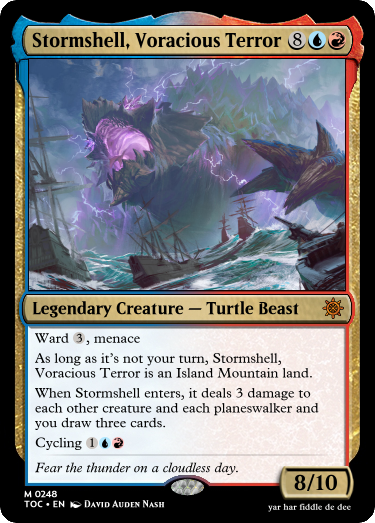 Stormshell, Voracious Terror 8
Legendary Creature — Turtle Beast
Ward 3, menace
As long as it's not your turn, Stormshell,
Voracious Terror is an Island Mountain land.
When Stormshell enters, it deals 3 damage to
each other creature and each planeswalker and
you draw three cards.
Cycling 1
Fear the thunder on a cloudless day.
8/10
M 0248
TOC • EN David Auden Nash
yar har fiddle de dee